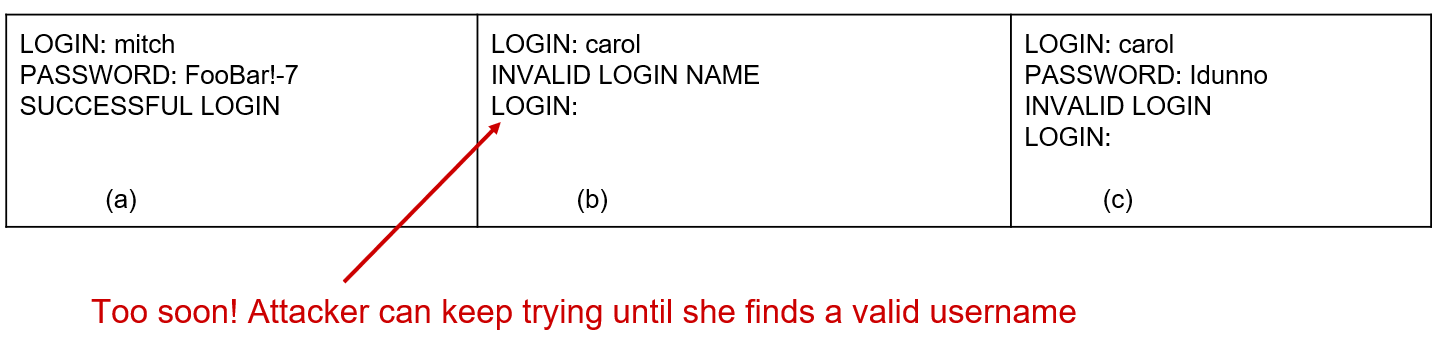 LOGIN: mitch
PASSWORD: FooBar!-7
SUCCESSFUL LOGIN
(a)
LOGIN: carol
INVALID LOGIN NAME
LOGIN:
(b)
LOGIN: carol
PASSWORD: Idunno
INVALID LOGIN
LOGIN:
(c)
Too soon! Attacker can keep trying until she finds a valid username